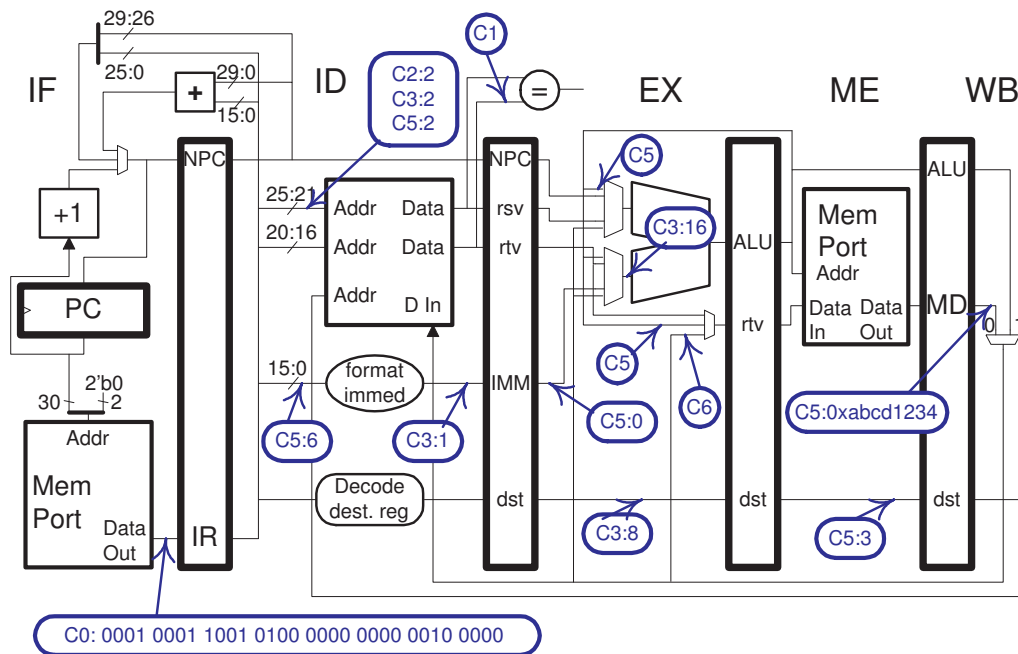 29:26
25:0
29:0
15:0
+
IF
ID
C2:2
C3:2
C5:2
C1
=
EX
ME
WB
NPC
NPC
C5
ALU
+1
25:21
Addr
Data
rsv
C3:16
Mem
Port
20:16
Addr
Data
rtv
ALU
Addr
PC
Addr
D In
Data
In
Data
Out
MD
rtv
0
1
C5
15:0
format
immed
IMM
2'b0
30
2
C6
C5:6
C3:1
C5:0
C5:0xabcd1234
Addr
Mem
Port
Data
Out
IR
Decode
dest. reg
dst
dst
dst
C3:8
C5:3
C0: 0001 0001 1001 0100 0000 0000 0010 0000